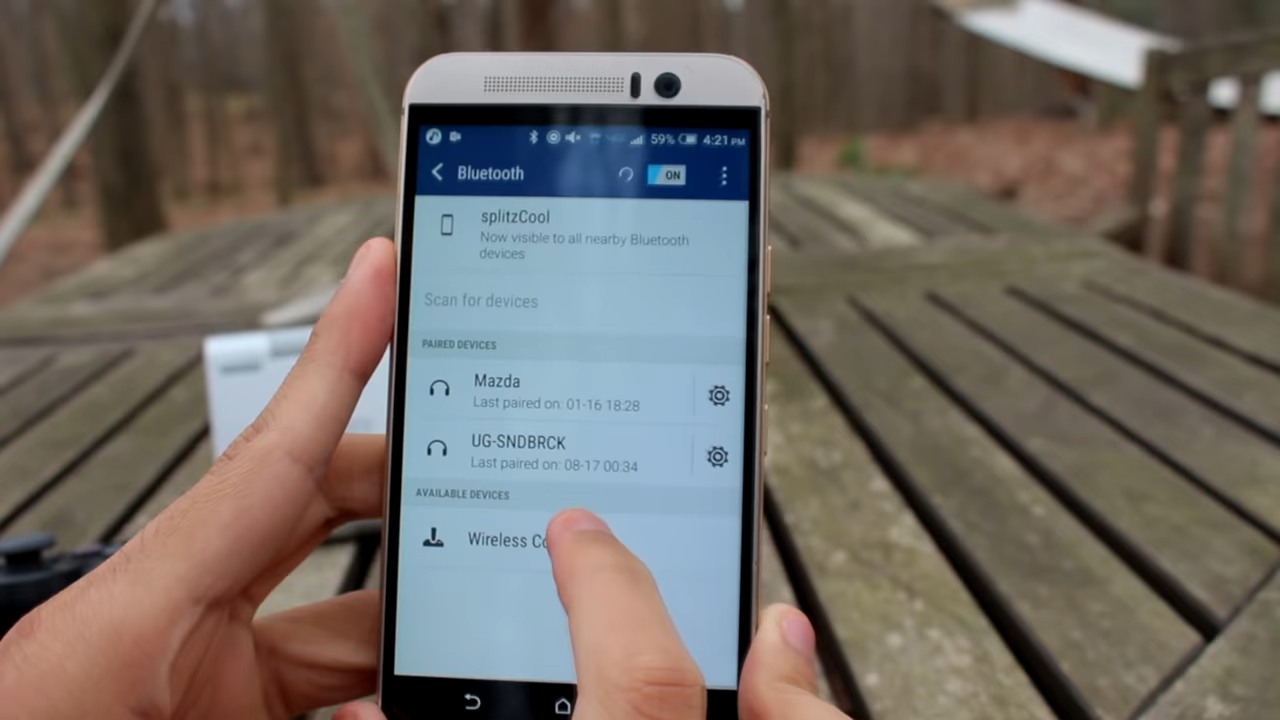 59% 4:21 PM
Bluetooth ON
splitzCool
Now visible to all nearby Bluetooth
devices
Scan for devices
PAIRED DEVICES
Mazda
Last paired on: 01-16 18:28
UG-SNDBRCK
Last paired on: 08-17 00:34
AVAILABLE DEVICES
Wireless